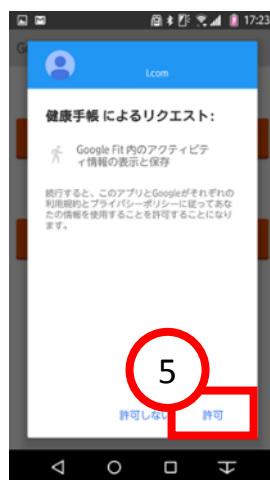 17:23
G
l.com
健康手帳 によるリクエスト:
Google Fit 内のアクティビテ
ィ情報の表示と保存
続行すると、このアプリとGoogleがそれぞれの
利用規約とプライバシーポリシーに従ってあな
たの情報を使用することを許可することになり
ます。
5
許可しない
許可